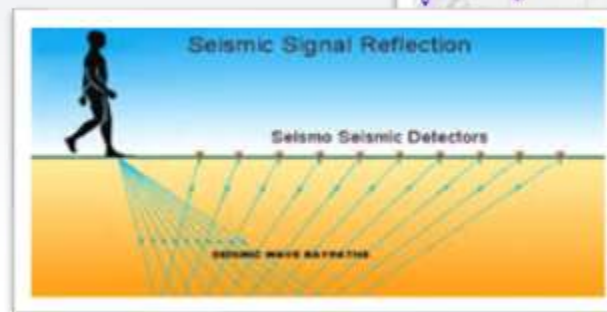 Seismic Signal Reflection
Seismo Seismic Detectors
SEISMIC WAVE RAYPATHS